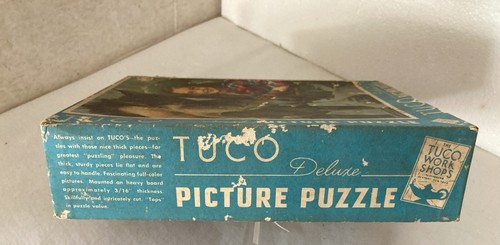 Always insist on TUCO'S-the puz-
zles with those nice thick pieces-for
greatest "puzzling" pleasure. The
thick, sturdy pieces lie flat and are
easy to handle. Fascinating full-color
pictures. Mounted on heavy board
approximately 3/16" thickness.
Skillfully and intricately cut. "Tops"
in puzzle value.
TUCO
Deluxe
PICTURE PUZZLE
TUCO
WORK
SHOPS